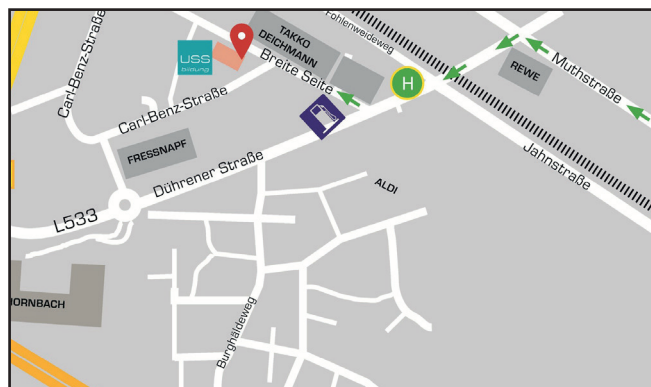 Carl-Benz-Straße
USS
bildung
TAKKO
DEICHMANN
Fohlenweideweg
Breite Seite
H
REWE
Muthstraße
Carl-Benz-Straße
FRESSNAPF
Dührener Straße
Jahnstraße
ALDI
L533
HORNBACH
Burghäldeweg